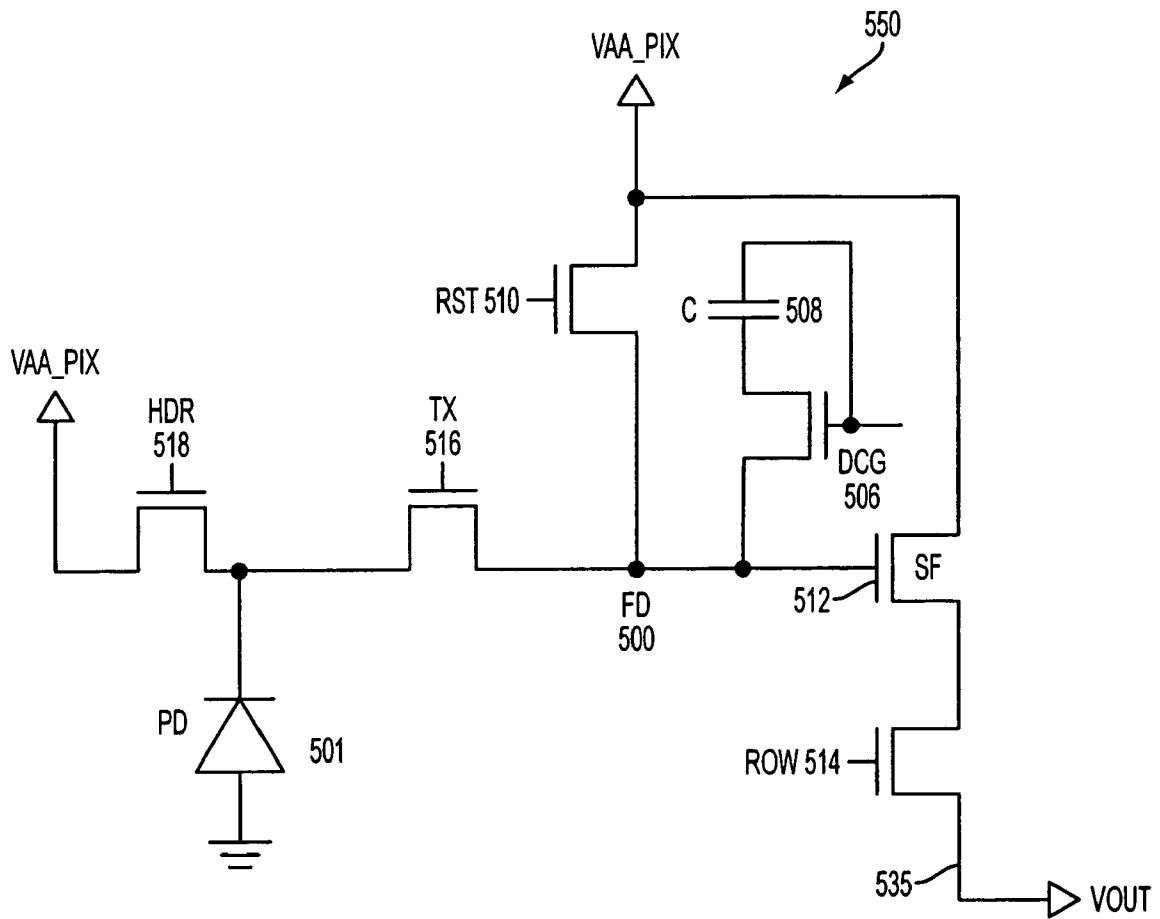 550
VAA_PIX
RST 510
C
508
VAA_PIX
HDR
518
TX
516
DCG
506
SF
512
FD
500
PD
501
ROW 514
535
VOUT